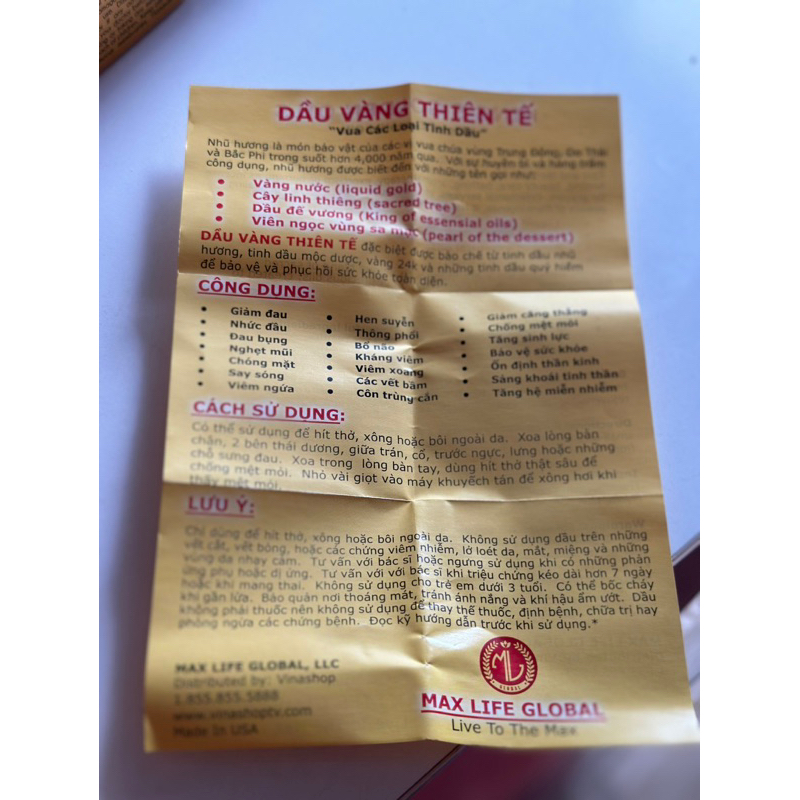 DẦU VÀNG THIÊN TẾ
"Vua Các Loại Tinh Dầu"
Nhũ hương là món bảo vật của các vị vua chúa vùng Trung Đông, Do Thái
và Bắc Phi trong suốt hơn 4,000 năm qua. Với sự huyền bí và hàng trăm
công dụng, nhũ hương được biết đến với những tên gọi như:
• Vàng nước (liquid gold)
• Cây linh thiêng (sacred tree)
• Dầu đế vương (King of essensial oils)
• Viên ngọc vùng sa mạc (pearl of the dessert)
DẦU VÀNG THIÊN TẾ đặc biệt được bào chế từ tinh dầu nhũ
hương, tinh dầu mộc dược, vàng 24k và những tinh dầu quý hiếm
để bảo vệ và phục hồi sức khỏe toàn diện.
CÔNG DỤNG:
• Giảm đau
• Nhức đầu
• Đau bụng
• Nghẹt mũi
• Chóng mặt
• Say sóng
• Viêm ngứa
• Hen suyễn
• Thông phổi
• Bổ não
• Kháng viêm
• Viêm xoang
• Các vết bầm
• Côn trùng cắn
• Giảm căng thẳng
• Chống mệt mỏi
• Tăng sinh lực
• Bảo vệ sức khỏe
• Ổn định thần kinh
• Sảng khoái tinh thần
• Tăng hệ miễn nhiễm
CÁCH SỬ DỤNG:
Có thể sử dụng để hít thở, xông hoặc bôi ngoài da. Xoa lòng bàn
chân, 2 bên thái dương, giữa trán, cổ, trước ngực, lưng hoặc những
chỗ sưng đau. Xoa trong lòng bàn tay, dùng hít thở thật sâu để
chống mệt mỏi. Nhỏ vài giọt vào máy khuyếch tán để xông hơi khi
thấy mệt mỏi.
LƯU Ý:
Chỉ dùng để hít thở, xông hoặc bôi ngoài da. Không sử dụng dầu trên những
vết cắt, vết bỏng, hoặc các chứng viêm nhiễm, lở loét da, mắt, miệng và những
vùng da nhạy cảm. Tư vấn với bác sĩ hoặc ngưng sử dụng khi có những phản
ứng phụ hoặc dị ứng. Tư vấn với với bác sĩ khi triệu chứng kéo dài hơn 7 ngày
hoặc khi mang thai. Không sử dụng cho trẻ em dưới 3 tuổi. Có thể bốc cháy
khi gần lửa. Bảo quản nơi thoáng mát, tránh ánh nắng và khí hậu ẩm ướt. Dầu
không phải thuốc nên không sử dụng để thay thế thuốc, định bệnh, chữa trị hay
phòng ngừa các chứng bệnh. Đọc kỹ hướng dẫn trước khi sử dụng.*
MAX LIFE GLOBAL, LLC
Distributed by: Vinashop
1.855.855.5888
www.vinashoptv.com
Made In USA
ML
GLOBAL
MAX LIFE GLOBAL
Live To The Max